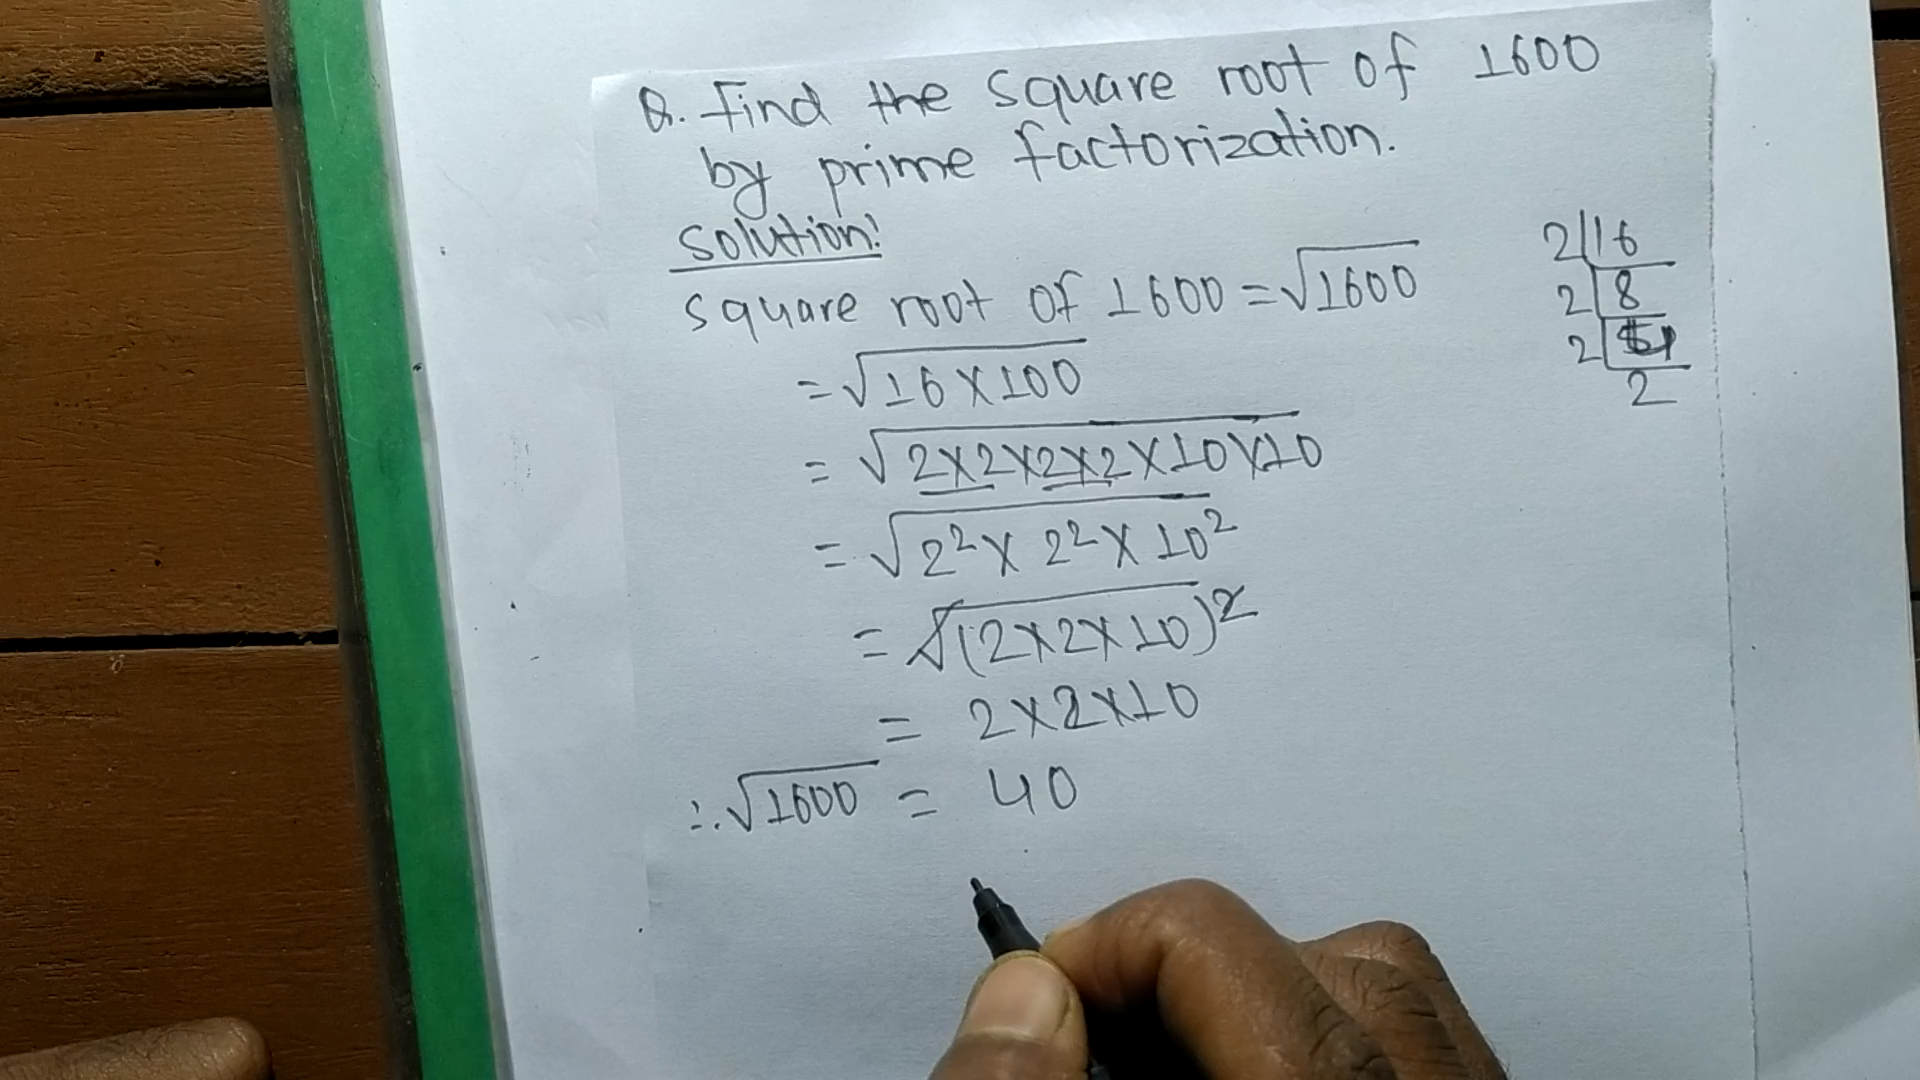 Q. Find the square root of 1600
by prime factorization.
Solution:
square root of 1600 = √1600
= √16 X 100
= √2X2X2X2X10X10
= √2² X 2² X 10²
= √(2X2X10)²
= 2X2X10
∴ √1600 = 40
2|16
2|8
2|4
2